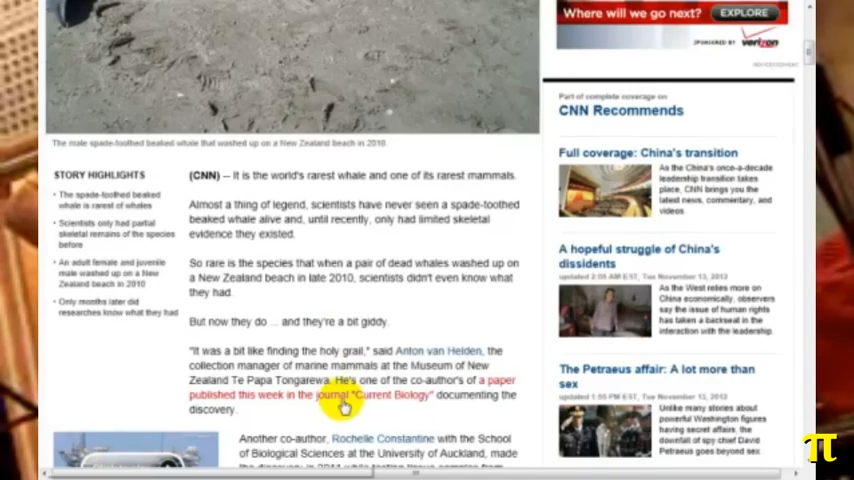 Where will we go next? EXPLORE
SPONSORED BY verizon
ADVERTISEMENT
The male spade-toothed beaked whale that washed up on a New Zealand beach in 2010.
STORY HIGHLIGHTS
The spade-toothed beaked
whale is rarest of whales
Scientists only had partial
skeletal remains of the species
before
An adult female and juvenile
male washed up on a New
Zealand beach in 2010
Only months later did
researchers know what they had
(CNN) -- It is the world's rarest whale and one of its rarest mammals.
Almost a thing of legend, scientists have never seen a spade-toothed
beaked whale alive and, until recently, only had limited skeletal
evidence they existed.
So rare is the species that when a pair of dead whales washed up on
a New Zealand beach in late 2010, scientists didn't even know what
they had.
But now they do ... and they're a bit giddy.
"It was a bit like finding the holy grail," said Anton van Helden, the
collection manager of marine mammals at the Museum of New
Zealand Te Papa Tongarewa. He's one of the co-author's of a paper
published this week in the journal "Current Biology" documenting the
discovery.
Another co-author, Rochelle Constantine with the School
of Biological Sciences at the University of Auckland, made
Part of complete coverage on
CNN Recommends
Full coverage: China's transition
As the China's once-a-decade
leadership transition takes
place, CNN brings you the
latest news, commentary, and
videos.
A hopeful struggle of China's
dissidents
updated 2:05 AM EST, Tue November 13, 2012
As the West relies more on
China economically, observers
say the issue of human rights
has taken a backseat in the
interaction with the leadership.
The Petraeus affair: A lot more than
sex
updated 1:55 PM EST, Tue November 13, 2012
Unlike many stories about
powerful Washington figures
having secret affairs, the
downfall of spy chief David
Petraeus goes beyond sex
π